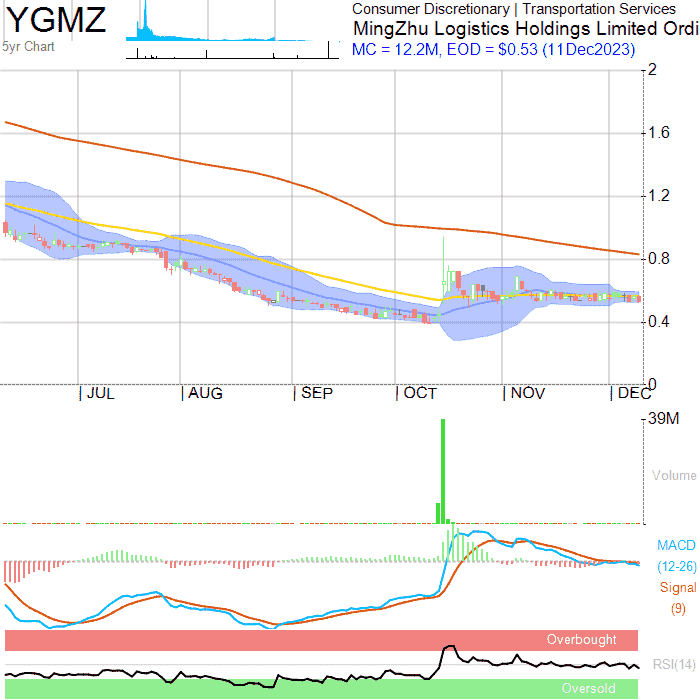 YGMZ
5yr Chart
Consumer Discretionary | Transportation Services
MingZhu Logistics Holdings Limited Ordi
MC = 12.2M, EOD = $0.53 (11Dec2023)
2
1.6
1.2
0.8
0.4
0
JUL
AUG
SEP
OCT
NOV
DEC
39M
Volume
MACD
(12-26)
Signal
(9)
Overbought
RSI(14)
Oversold